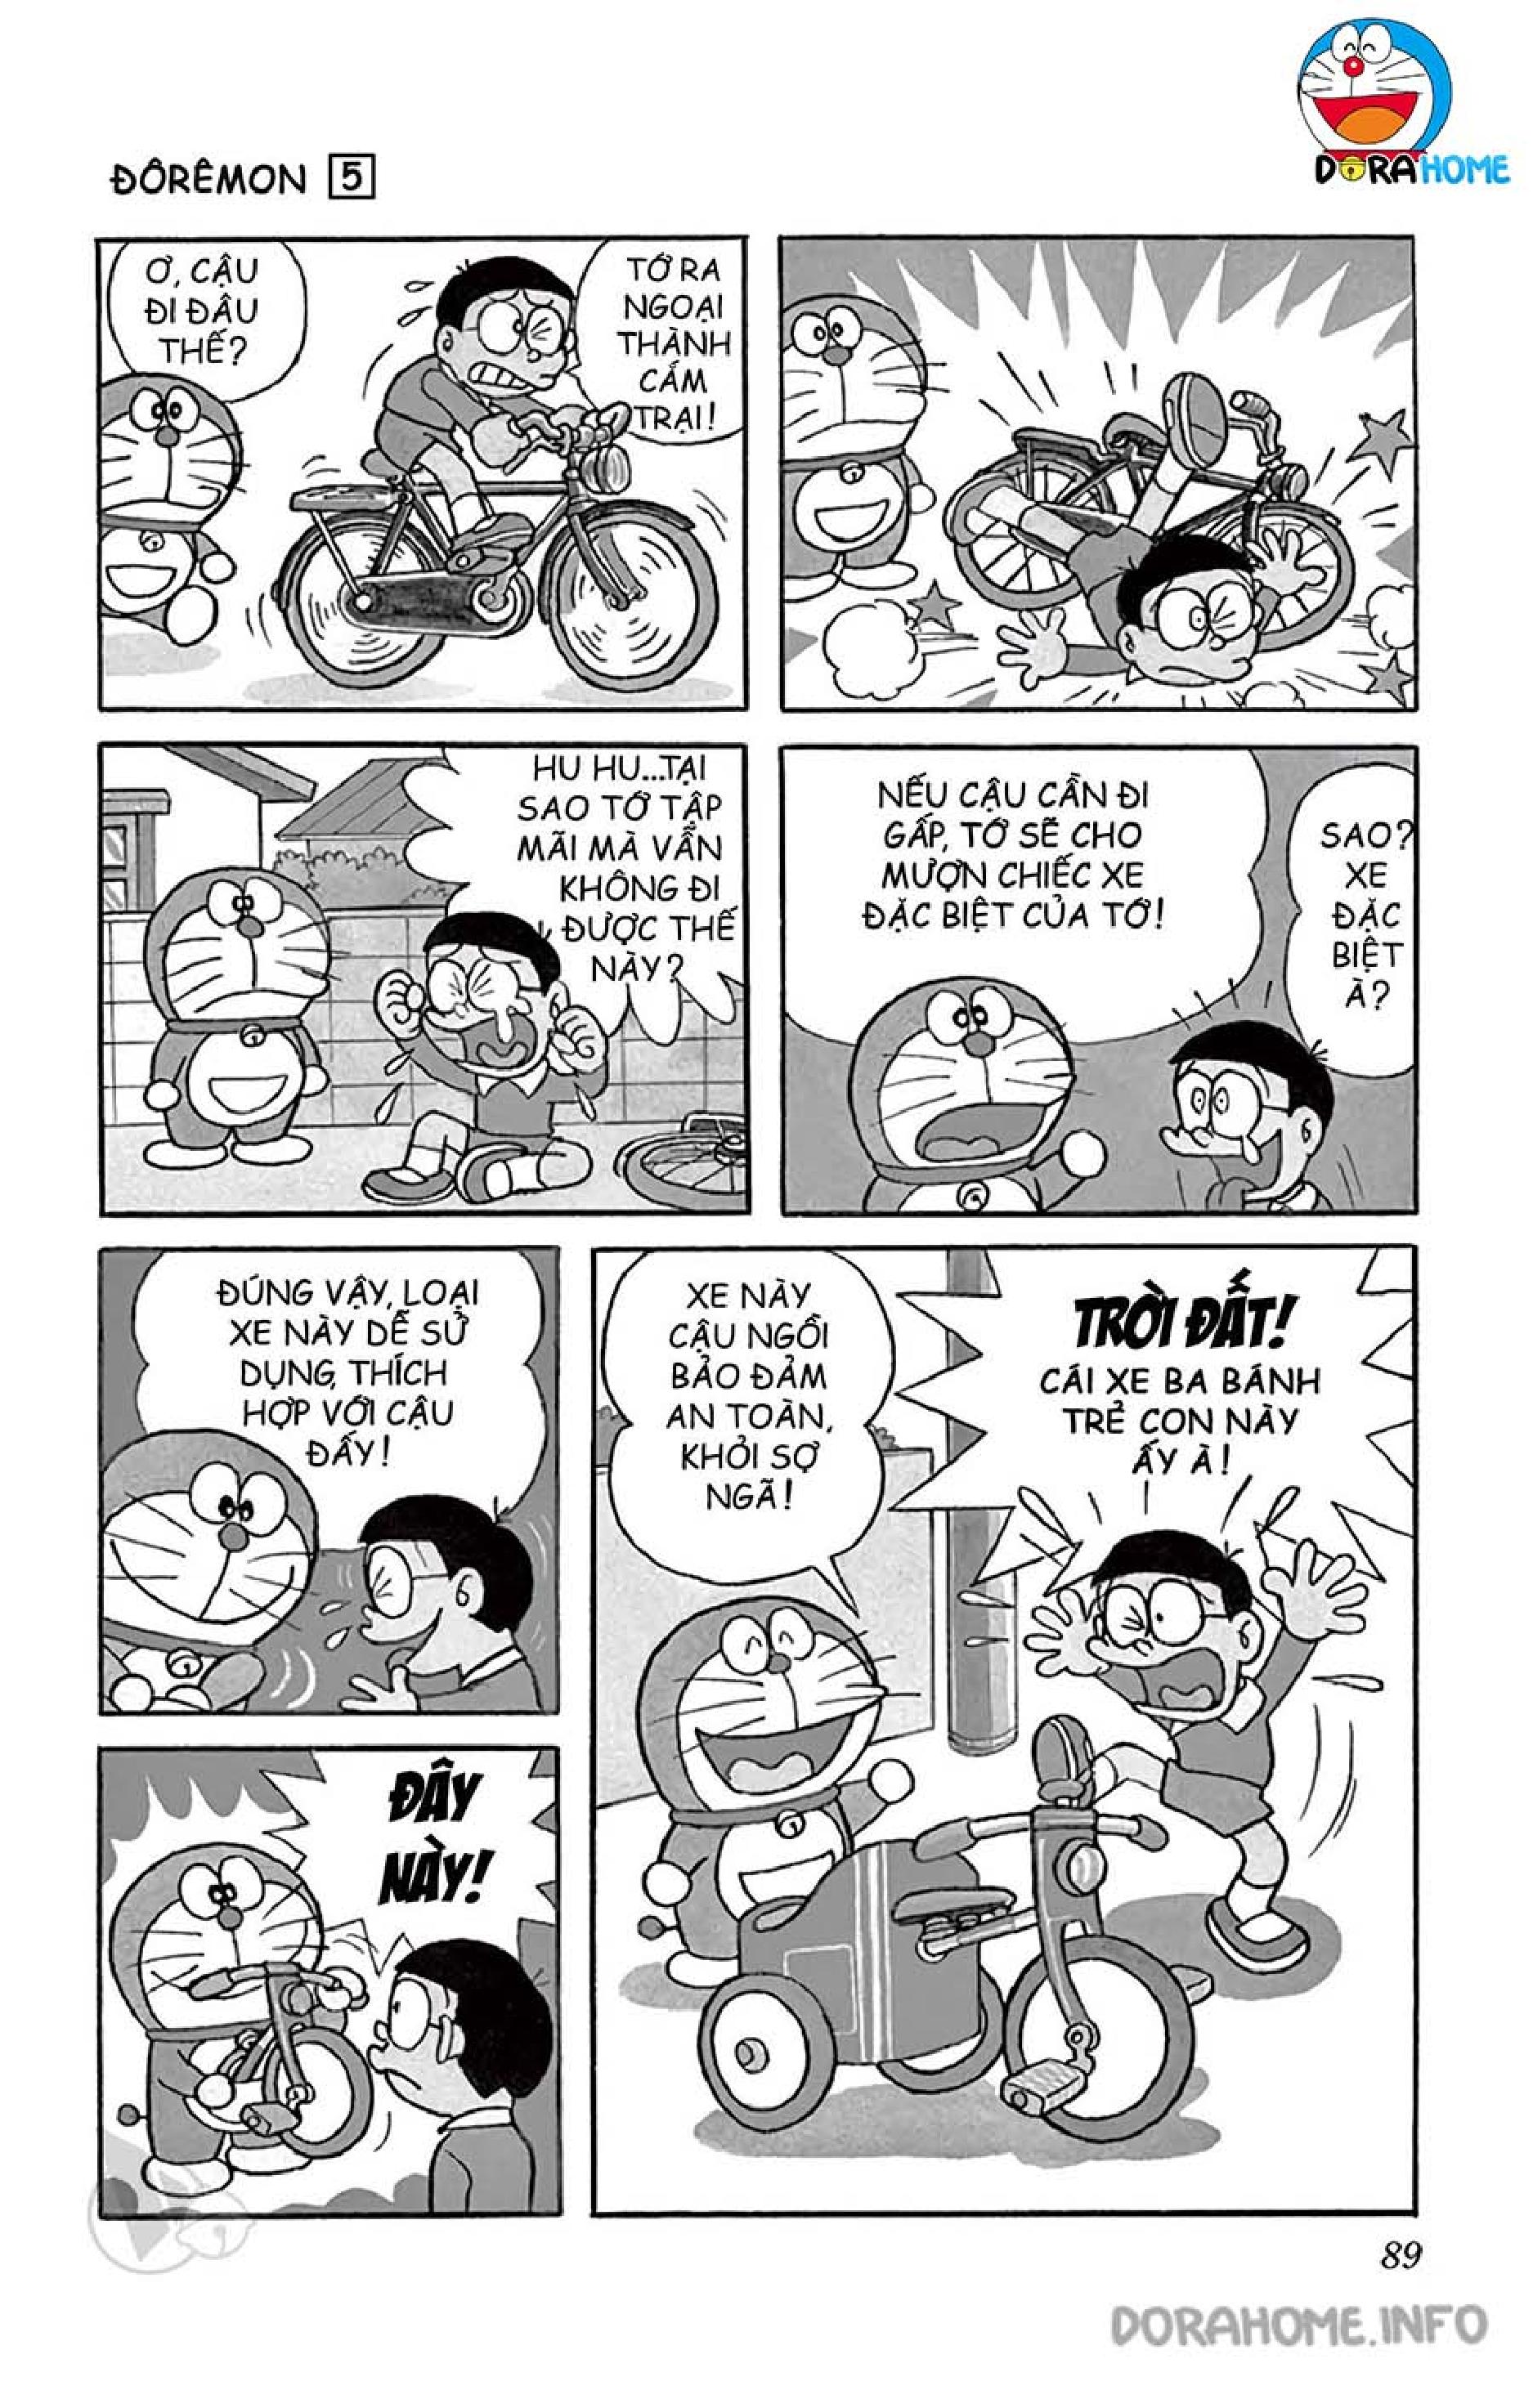 DORAHOME
ĐÔRÊMON 5
Ơ, CẬU
ĐI ĐÂU
THẾ?
TỚ RA
NGOẠI
THÀNH
CẮM
TRẠI!
HU HU...TẠI
SAO TỚ TẬP
MÃI MÀ VẪN
KHÔNG ĐI
ĐƯỢC THẾ
NÀY?
NẾU CẬU CẦN ĐI
GẤP, TỚ SẼ CHO
MƯỢN CHIẾC XE
ĐẶC BIỆT CỦA TỚ!
SAO?
XE
ĐẶC
BIỆT
À?
ĐÚNG VẬY, LOẠI
XE NÀY DỄ SỬ
DỤNG, THÍCH
HỢP VỚI CẬU
ĐẤY!
ĐÂY
NÀY!
XE NÀY
CẬU NGỒI
BẢO ĐẢM
AN TOÀN,
KHỎI SỢ
NGÃ!
TRỜI ĐẤT!
CÁI XE BA BÁNH
TRẺ CON NÀY
ẤY À!
89
DORAHOME.INFO